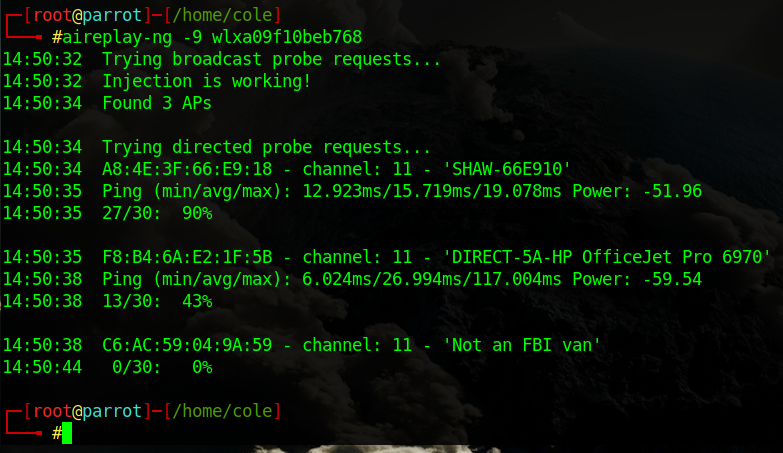 ┌─[root@parrot]─[/home/cole]
└──╼ #aireplay-ng -9 wlxa09f10beb768
14:50:32  Trying broadcast probe requests...
14:50:32  Injection is working!
14:50:34  Found 3 APs
14:50:34  Trying directed probe requests...
14:50:34  A8:4E:3F:66:E9:18 - channel: 11 - 'SHAW-66E910'
14:50:35  Ping (min/avg/max): 12.923ms/15.719ms/19.078ms Power: -51.96
14:50:35  27/30:  90%
14:50:35  F8:B4:6A:E2:1F:5B - channel: 11 - 'DIRECT-5A-HP OfficeJet Pro 6970'
14:50:38  Ping (min/avg/max): 6.024ms/26.994ms/117.004ms Power: -59.54
14:50:38  13/30:  43%
14:50:38  C6:AC:59:04:9A:59 - channel: 11 - 'Not an FBI van'
14:50:44   0/30:   0%
┌─[root@parrot]─[/home/cole]
└──╼ #